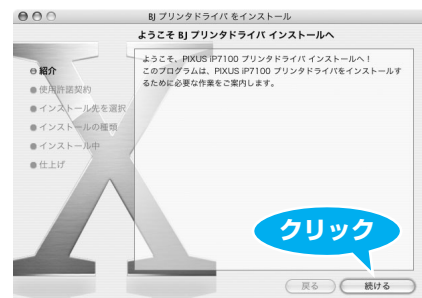 BJ プリンタドライバ をインストール
ようこそ BJ プリンタドライバ インストールへ
紹介
使用許諾契約
インストール先を選択
インストールの種類
インストール中
仕上げ
ようこそ、PIXUS iP7100 プリンタドライバ インストールへ！
このプログラムは、PIXUS iP7100 プリンタドライバをインストールするために必要な作業をご案内します。
クリック
戻る
続ける